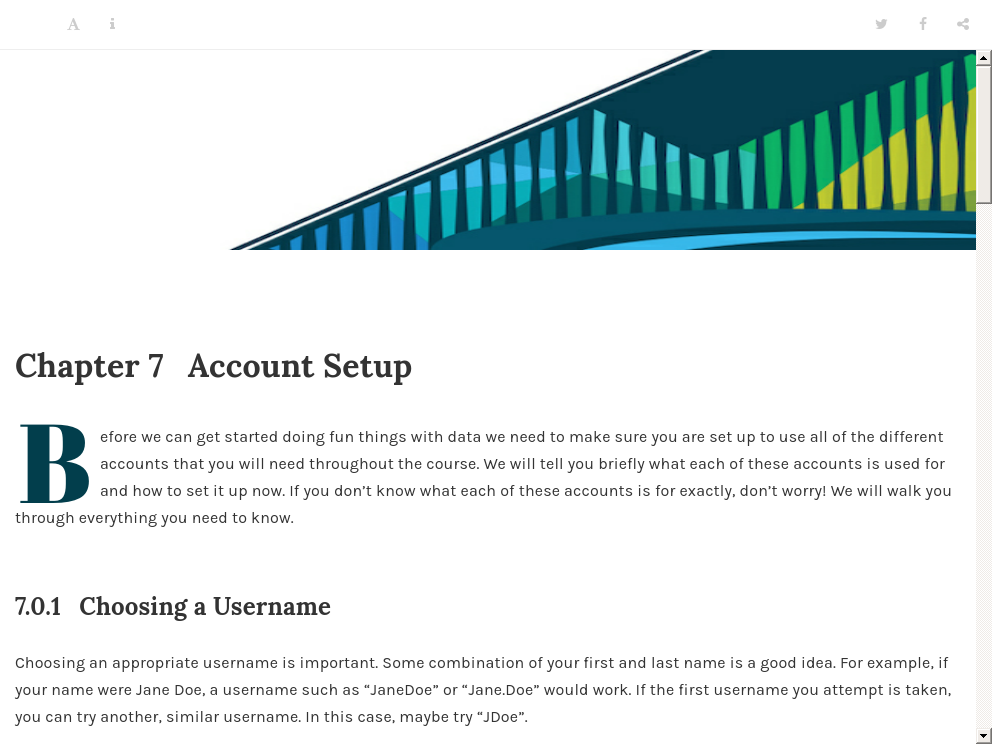 A
Chapter 7 Account Setup
Before we can get started doing fun things with data we need to make sure you are set up to use all of the different
accounts that you will need throughout the course. We will tell you briefly what each of these accounts is used for
and how to set it up now. If you don’t know what each of these accounts is for exactly, don’t worry! We will walk you
through everything you need to know.
7.0.1 Choosing a Username
Choosing an appropriate username is important. Some combination of your first and last name is a good idea. For example, if
your name were Jane Doe, a username such as “JaneDoe” or “Jane.Doe” would work. If the first username you attempt is taken,
you can try another, similar username. In this case, maybe try “JDoe”.